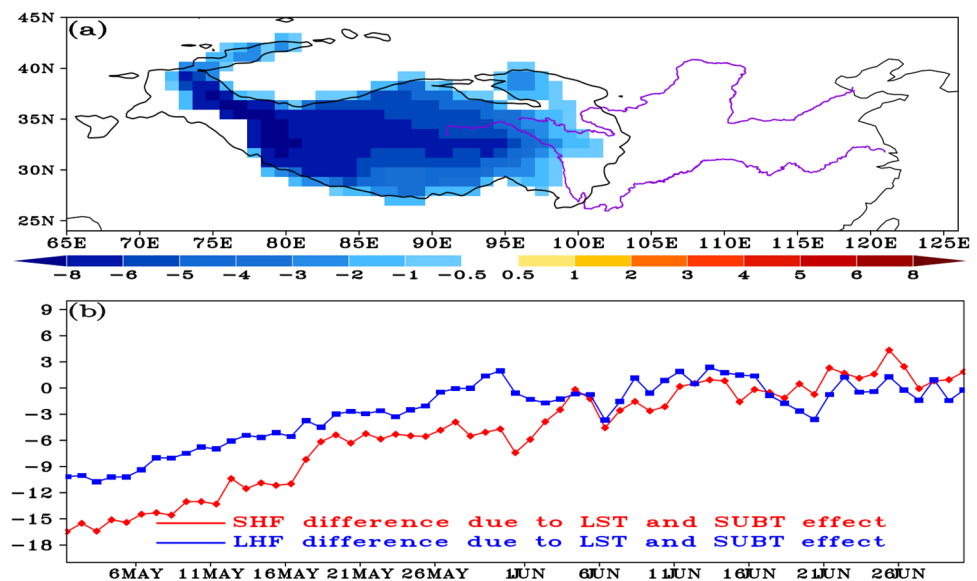 45N
(a)
40N
35N
30N
25N
65E 70E 75E 80E 85E 90E 95E 100E 105E 110E 115E 120E 125E
-8 -6 -4 -3 -2 -1 -0.5 0.5 1 2 3 4 5 6 8
(b)
9
6
3
0
-3
-6
-9
-12
-15
-18
SHF difference due to LST and SUBT effect
LHF difference due to LST and SUBT effect
6MAY 11MAY 16MAY 21MAY 26MAY 1JUN 6JUN 11JUN 16JUN 21JUN 26JUN